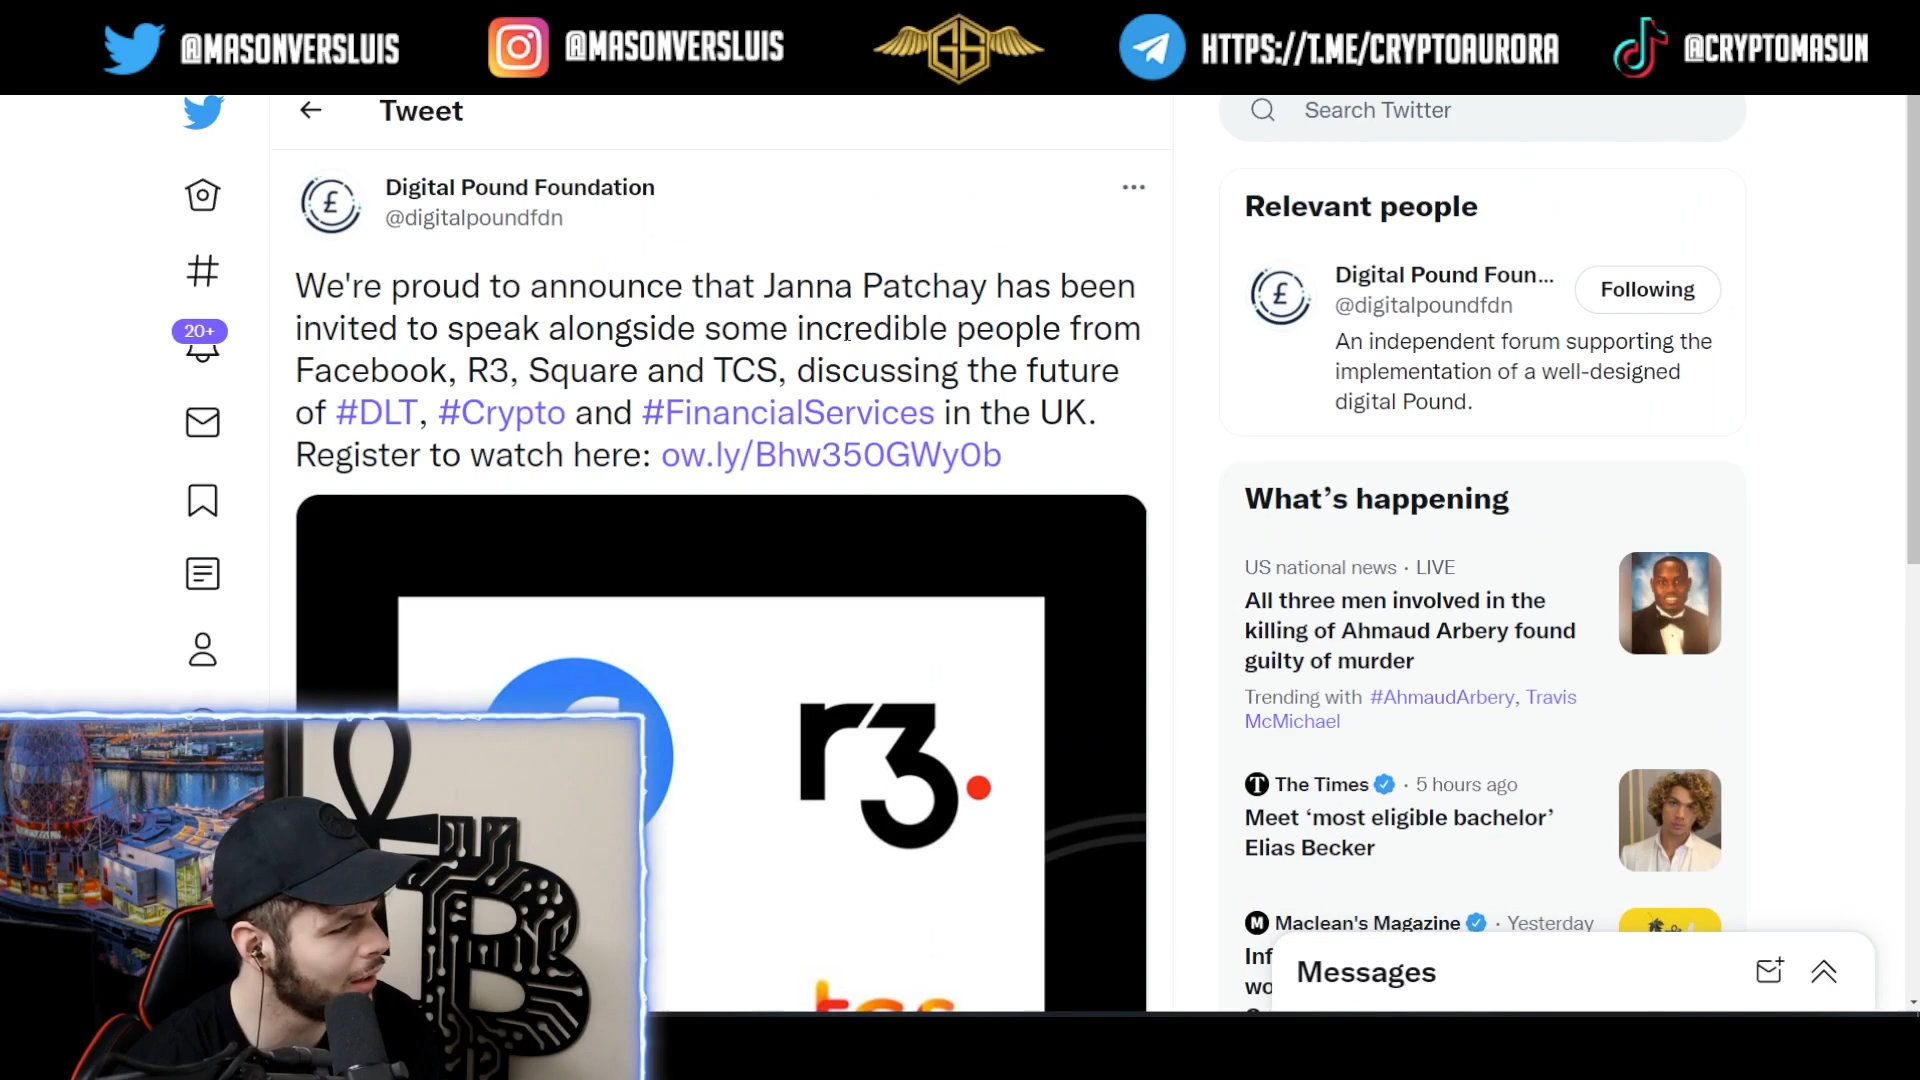 @MASONVERSLUIS
@MASONVERSLUIS
GS
HTTPS://T.ME/CRYPTOAURORA
@CRYPTOMASUN
Tweet
Search Twitter
Digital Pound Foundation
@digitalpoundfdn
We're proud to announce that Janna Patchay has been
invited to speak alongside some incredible people from
Facebook, R3, Square and TCS, discussing the future
of #DLT, #Crypto and #FinancialServices in the UK.
Register to watch here: ow.ly/Bhw350GWy0b
r3.
tcs
20+
Relevant people
Digital Pound Foun...
@digitalpoundfdn
Following
An independent forum supporting the
implementation of a well-designed
digital Pound.
What's happening
US national news · LIVE
All three men involved in the
killing of Ahmaud Arbery found
guilty of murder
Trending with #AhmaudArbery, Travis
McMichael
The Times · 5 hours ago
Meet ‘most eligible bachelor’
Elias Becker
Maclean's Magazine · Yesterday
Inf
wo
Messages